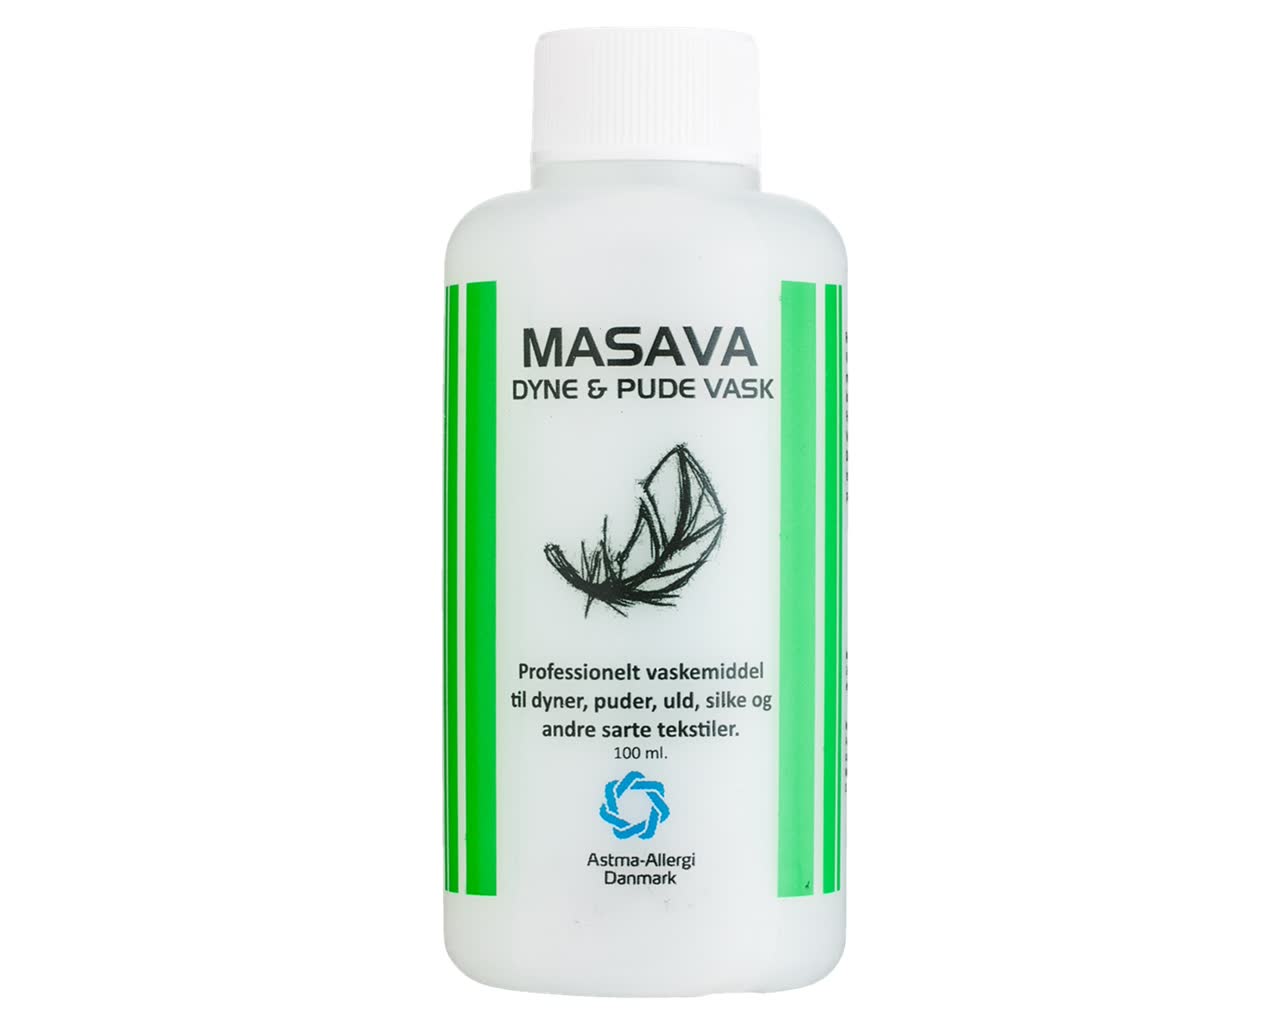 MASAVA
DYNE & PUDE VASK
Professionelt vaskemiddel
til dyner, puder, uld, silke og
andre sarte tekstiler.
100 ml.
Astma-Allergi
Danmark